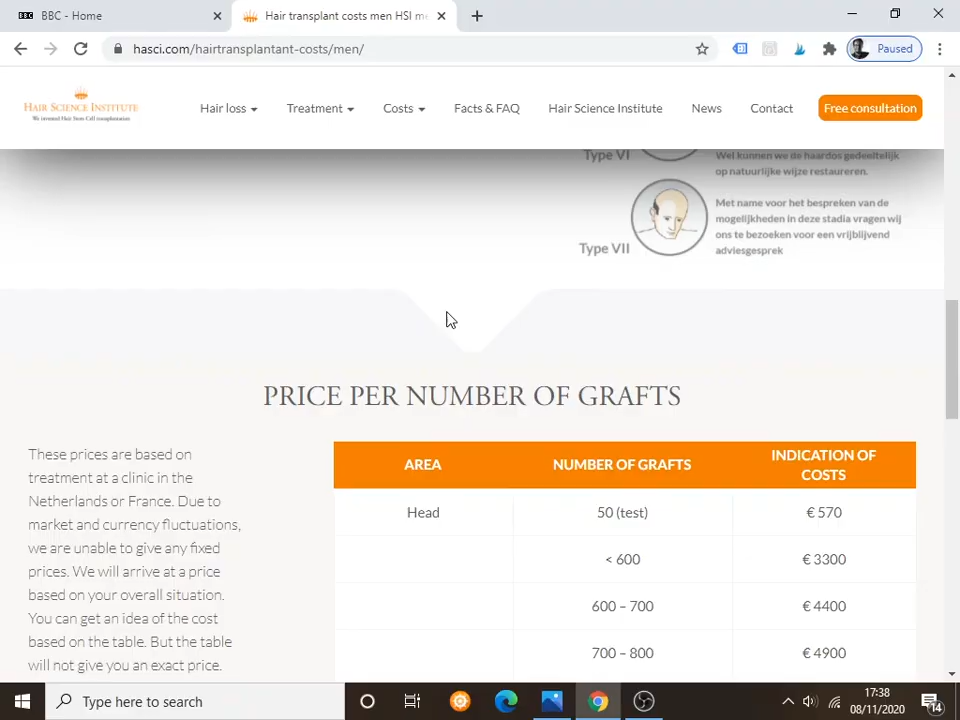 BBC - Home
Hair transplant costs men HSI me
hasci.com/hairtransplantant-costs/men/
Paused
HAIR SCIENCE INSTITUTE
We invented Hair Stem Cell transplantation
Hair loss
Treatment
Costs
Facts & FAQ
Hair Science Institute
News
Contact
Free consultation
Type VI
Wel kunnen we de haardos gedeeltelijk
op natuurlijke wijze restaureren.
Type VII
Met name voor het bespreken van de
mogelijkheden in deze stadia vragen wij
ons te bezoeken voor een vrijblijvend
adviesgesprek
PRICE PER NUMBER OF GRAFTS
These prices are based on
treatment at a clinic in the
Netherlands or France. Due to
market and currency fluctuations,
we are unable to give any fixed
prices. We will arrive at a price
based on your overall situation.
You can get an idea of the cost
based on the table. But the table
will not give you an exact price.
AREA NUMBER OF GRAFTS INDICATION OF COSTS
Head 50 (test) € 570
< 600 € 3300
600 – 700 € 4400
700 – 800 € 4900
Type here to search
17:38
08/11/2020
14